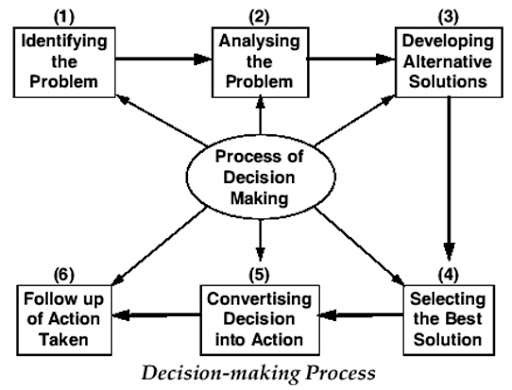 (1)
Identifying
the
Problem
(2)
Analysing
the
Problem
(3)
Developing
Alternative
Solutions
Process of
Decision
Making
(4)
Selecting
the Best
Solution
(5)
Convertising
Decision
into Action
(6)
Follow up
of Action
Taken
Decision-making Process